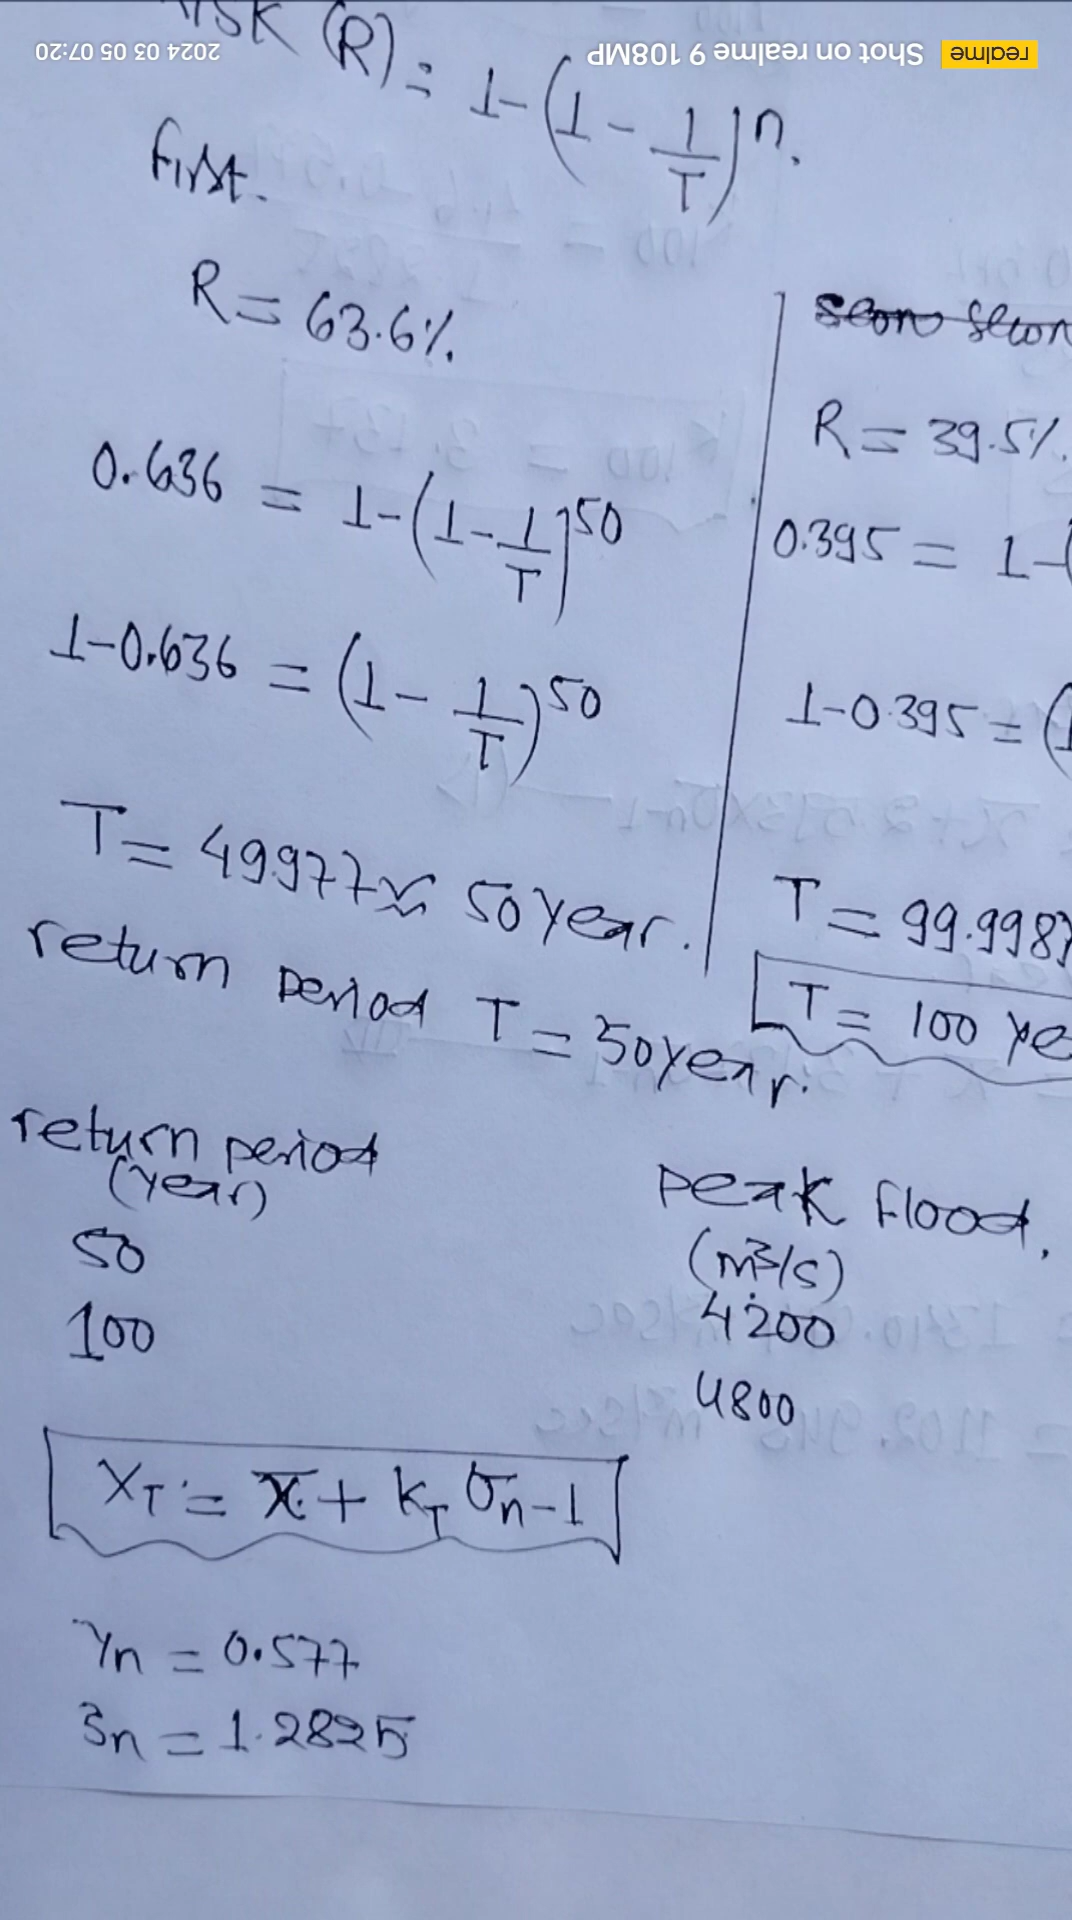 RISK (R) = 1-(1-1/T)^n.
realme Shot on realme 9 108MP
2024 03 05 07:20
first.
R = 63.6%.
0.636 = 1-(1-1/T)^50
1-0.636 = (1-1/T)^50
T = 49.977 ≈ 50 year.
return period T = 50 year.
R = 39.5%.
0.395 = 1-(
1-0.395 = (1
T = 99.998
T = 100 ye
return period
(year)
50
100
peak flood.
(m³/s)
4200
4800
XT = x̄ + KT σn-1
Yn = 0.577
Sn = 1.2825